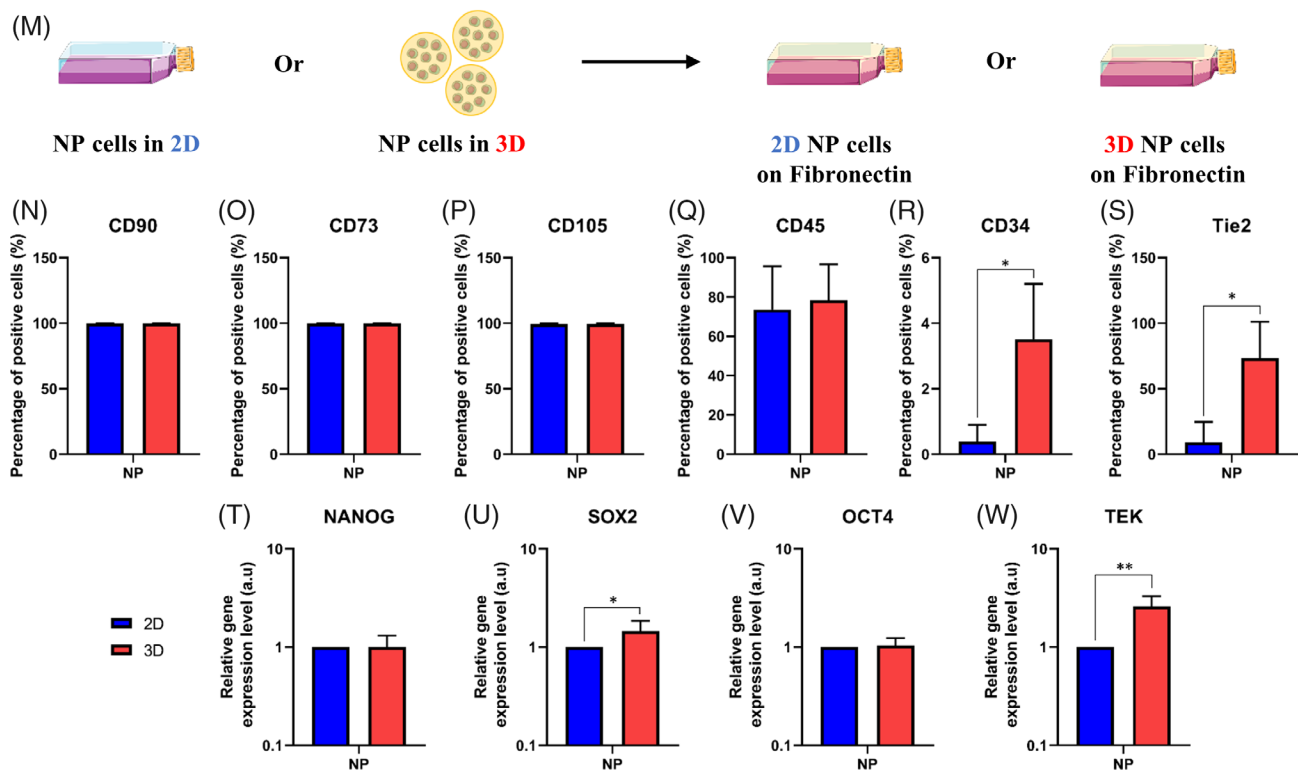 (M)
Or
Or
NP cells in 2D
NP cells in 3D
2D NP cells
on Fibronectin
3D NP cells
on Fibronectin
(N)
CD90
Percentage of positive cells (%)
150
100
50
0
NP
(O)
CD73
Percentage of positive cells (%)
150
100
50
0
NP
(P)
CD105
Percentage of positive cells (%)
150
100
50
0
NP
(Q)
CD45
Percentage of positive cells (%)
100
80
60
40
20
0
NP
(R)
CD34
Percentage of positive cells (%)
6
4
2
0
*
NP
(S)
Tie2
Percentage of positive cells (%)
150
100
50
0
*
NP
2D
3D
(T)
NANOG
Relative gene
expression level (a.u)
10
1
0.1
NP
(U)
SOX2
Relative gene
expression level (a.u)
10
1
0.1
*
NP
(V)
OCT4
Relative gene
expression level (a.u)
10
1
0.1
NP
(W)
TEK
Relative gene
expression level (a.u)
10
1
0.1
**
NP